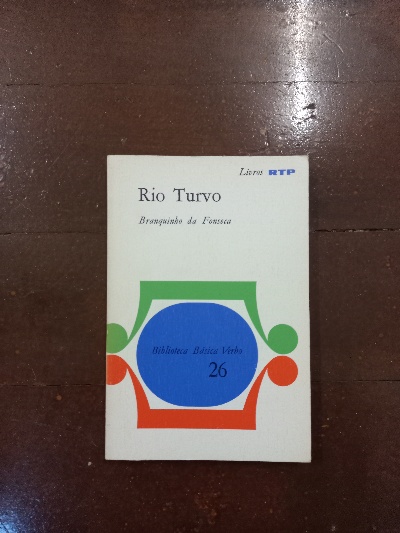 Livros RTP
Rio Turvo
Branquinho da Fonseca
Biblioteca Básica Verbo
26